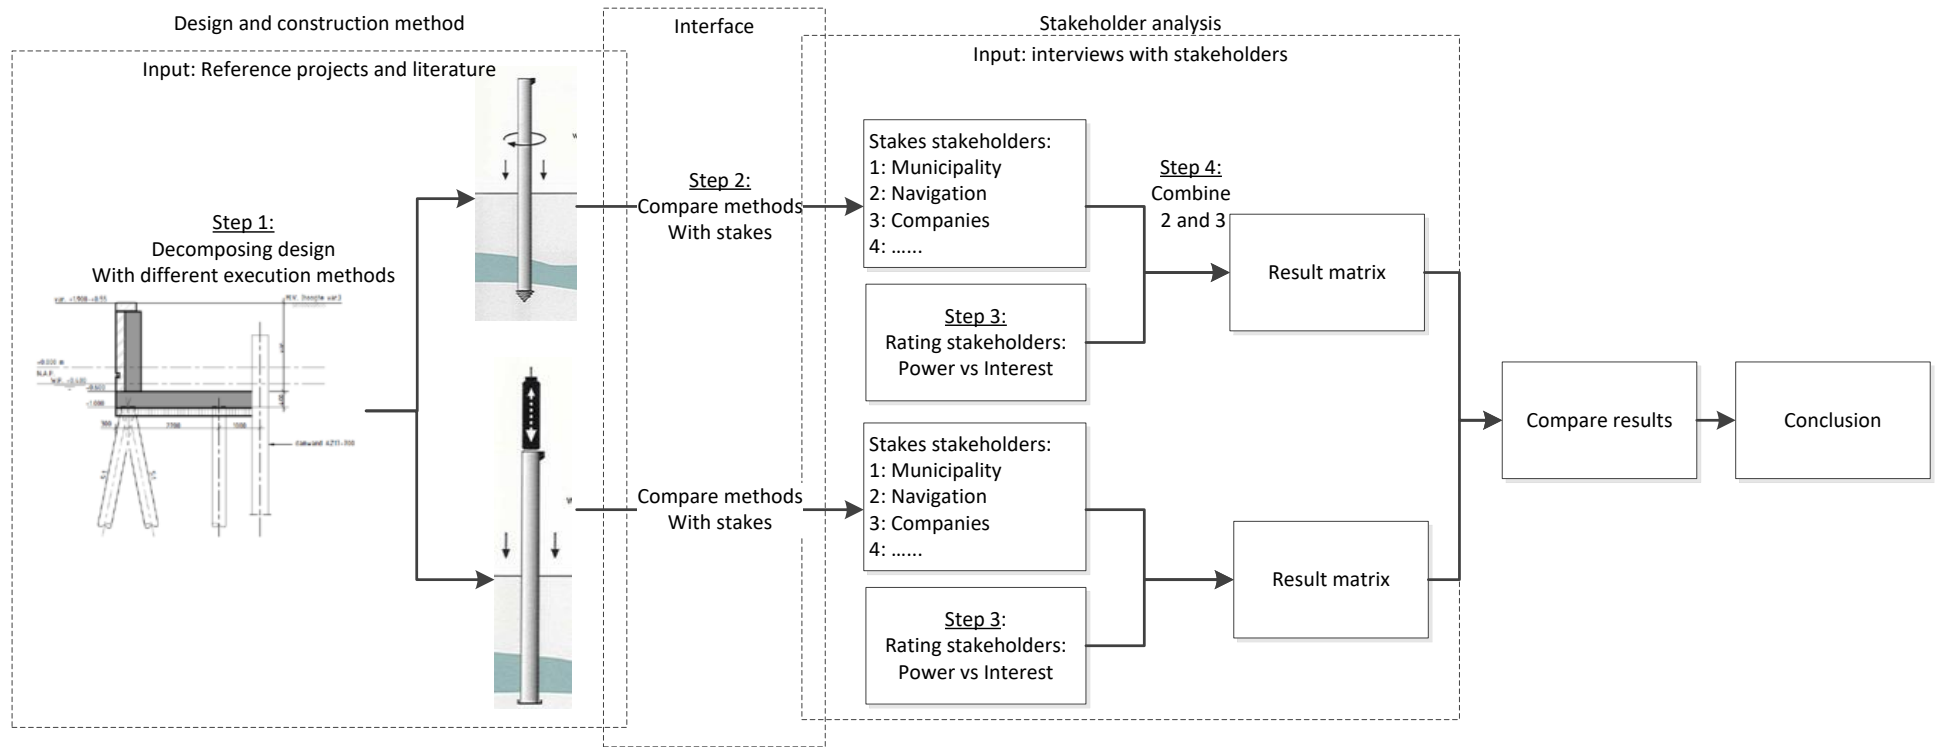 Design and construction method
Interface
Stakeholder analysis
Input: Reference projects and literature
Input: interviews with stakeholders
Step 1:
Decomposing design
With different execution methods
N.A.P.
300
2700
1000
Step 2:
Compare methods
With stakes
Stakes stakeholders:
1: Municipality
2: Navigation
3: Companies
4: …...
Step 3:
Rating stakeholders:
Power vs Interest
Step 4:
Combine
2 and 3
Result matrix
Compare methods
With stakes
Stakes stakeholders:
1: Municipality
2: Navigation
3: Companies
4: …...
Step 3:
Rating stakeholders:
Power vs Interest
Result matrix
Compare results
Conclusion